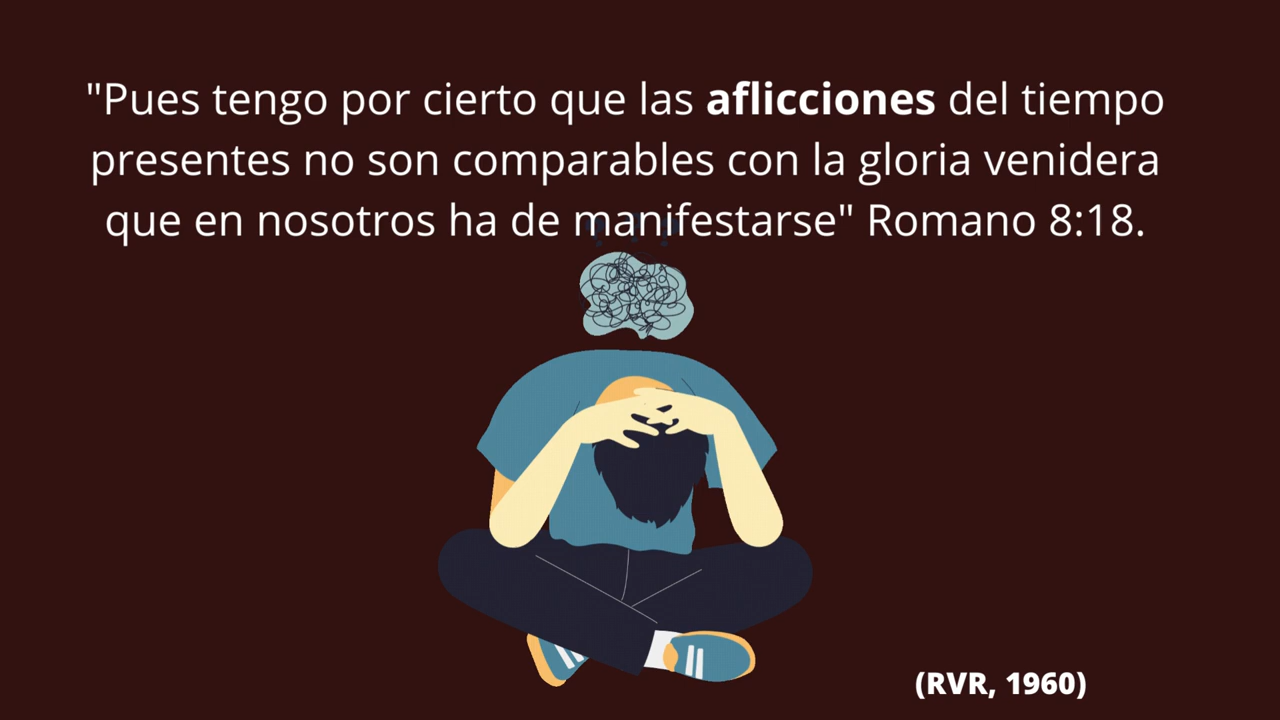 "Pues tengo por cierto que las aflicciones del tiempo
presentes no son comparables con la gloria venidera
que en nosotros ha de manifestarse" Romano 8:18.
(RVR, 1960)